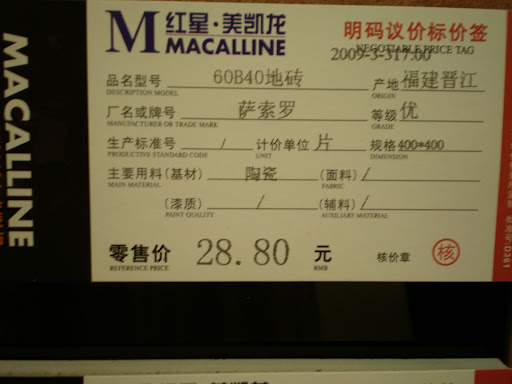 MACALLINE
M 红星·美凯龙 明码议价标价签
MACALLINE NEGOTIABLE PRICE TAG
2009-3-317:00
品名型号 60B40地砖 产地 福建晋江
DESCRIPTION MODEL ORIGIN
厂名或牌号 萨索罗 等级 优
MANUFACTURER OR TRADE MARK GRADE
生产标准号 / 计价单位 片 规格 400*400
PRODUCTIVE STANDARD CODE UNIT DIMENSION
主要用料(基材) 陶瓷 (面料) /
MAIN MATERIAL FABRIC
(漆质) / (辅料) /
PAINT QUALITY AUXILIARY MATERIAL
零售价 28.80 元 核价章 核
REFERENCE PRICE RMB